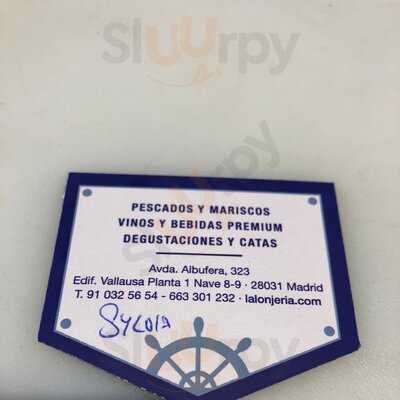 Sluurpy
PESCADOS Y MARISCOS
VINOS Y BEBIDAS PREMIUM
DEGUSTACIONES Y CATAS
Avda. Albufera, 323
Edif. Vallausa Planta 1 Nave 8-9 · 28031 Madrid
T. 91 032 56 54 - 663 301 232 · lalonjeria.com